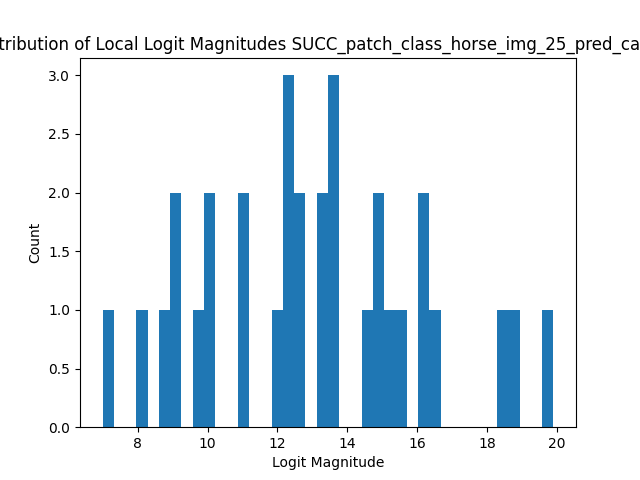 tribution of Local Logit Magnitudes SUCC_patch_class_horse_img_25_pred_ca
3.0
2.5
2.0
1.5
1.0
0.5
0.0
Count
8 10 12 14 16 18 20
Logit Magnitude